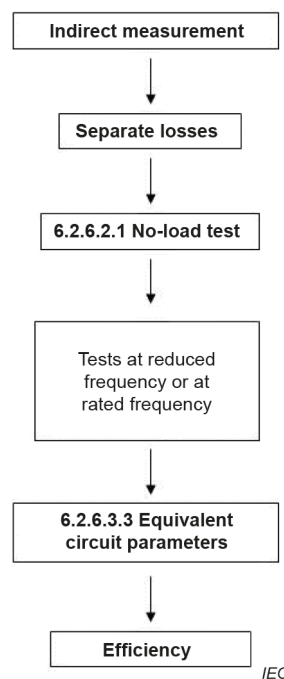 Indirect measurement
Separate losses
6.2.6.2.1 No-load test
Tests at reduced
frequency or at
rated frequency
6.2.6.3.3 Equivalent
circuit parameters
Efficiency
IEC